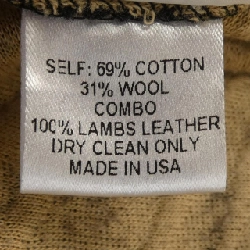 SELF: 69% COTTON
31% WOOL
COMBO
100% LAMBS LEATHER
DRY CLEAN ONLY
MADE IN USA